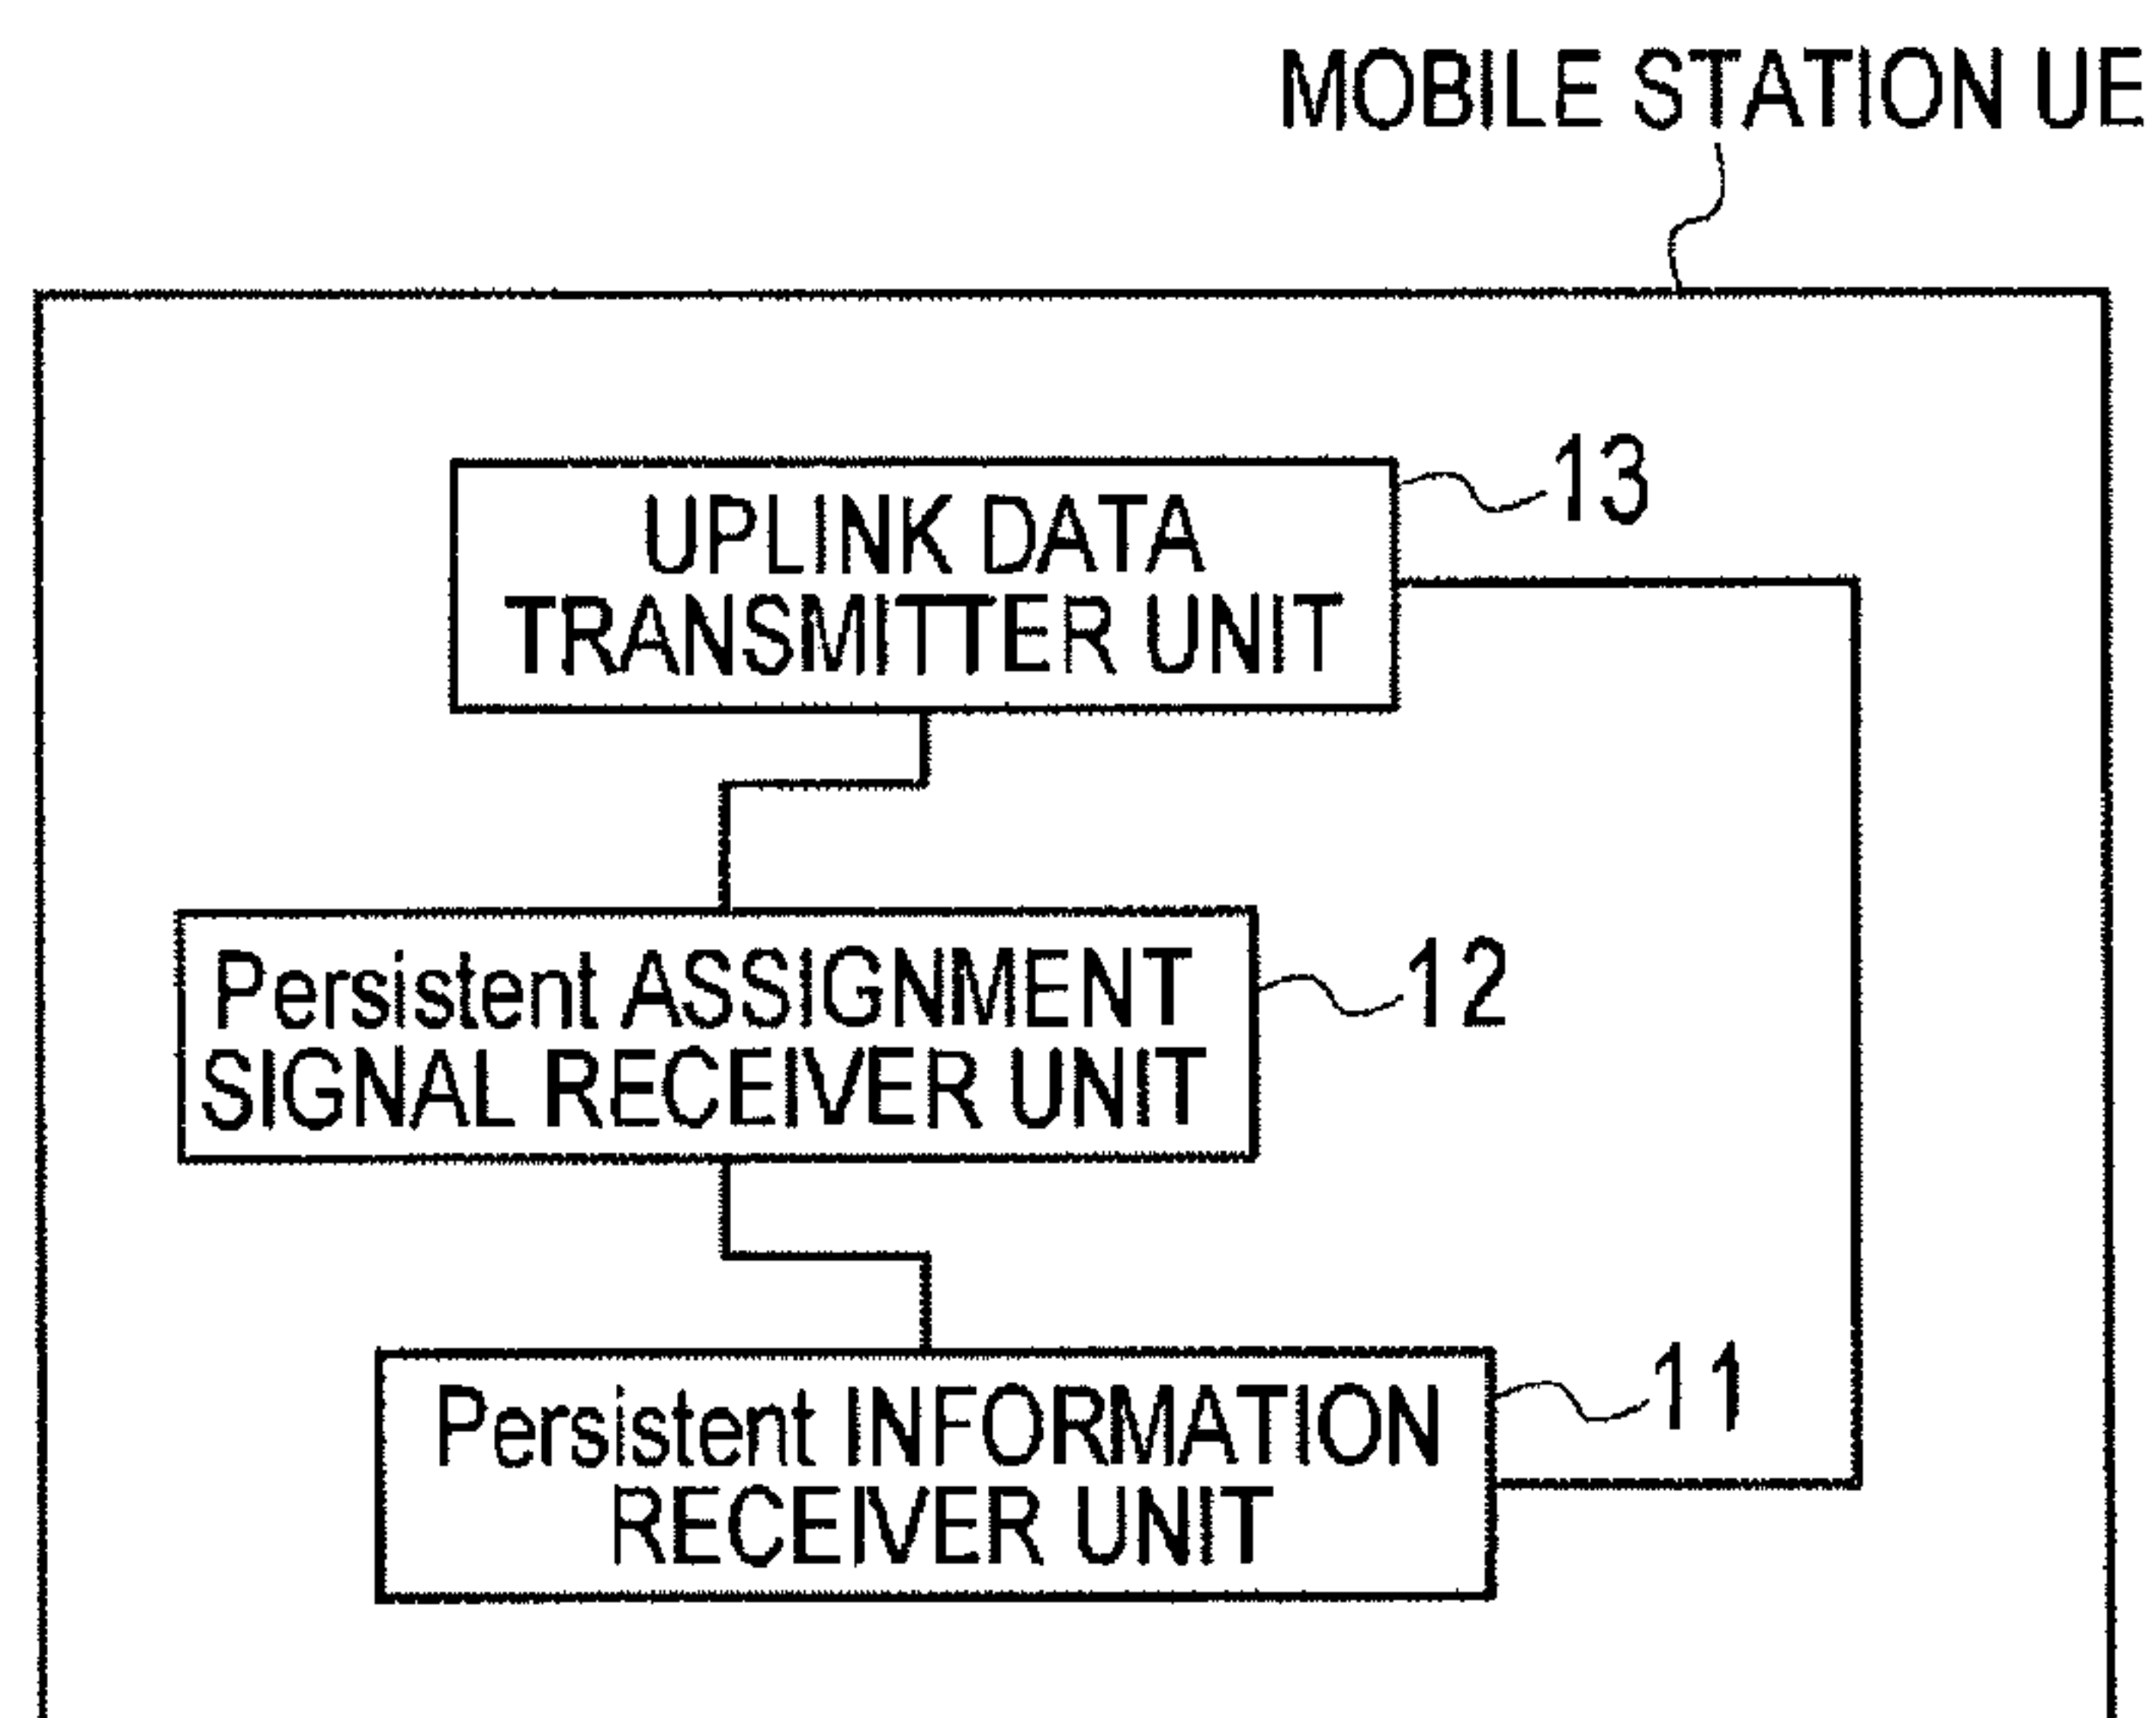 MOBILE STATION UE
13
UPLINK DATA
TRANSMITTER UNIT
Persistent ASSIGNMENT
SIGNAL RECEIVER UNIT
12
Persistent INFORMATION
RECEIVER UNIT
11